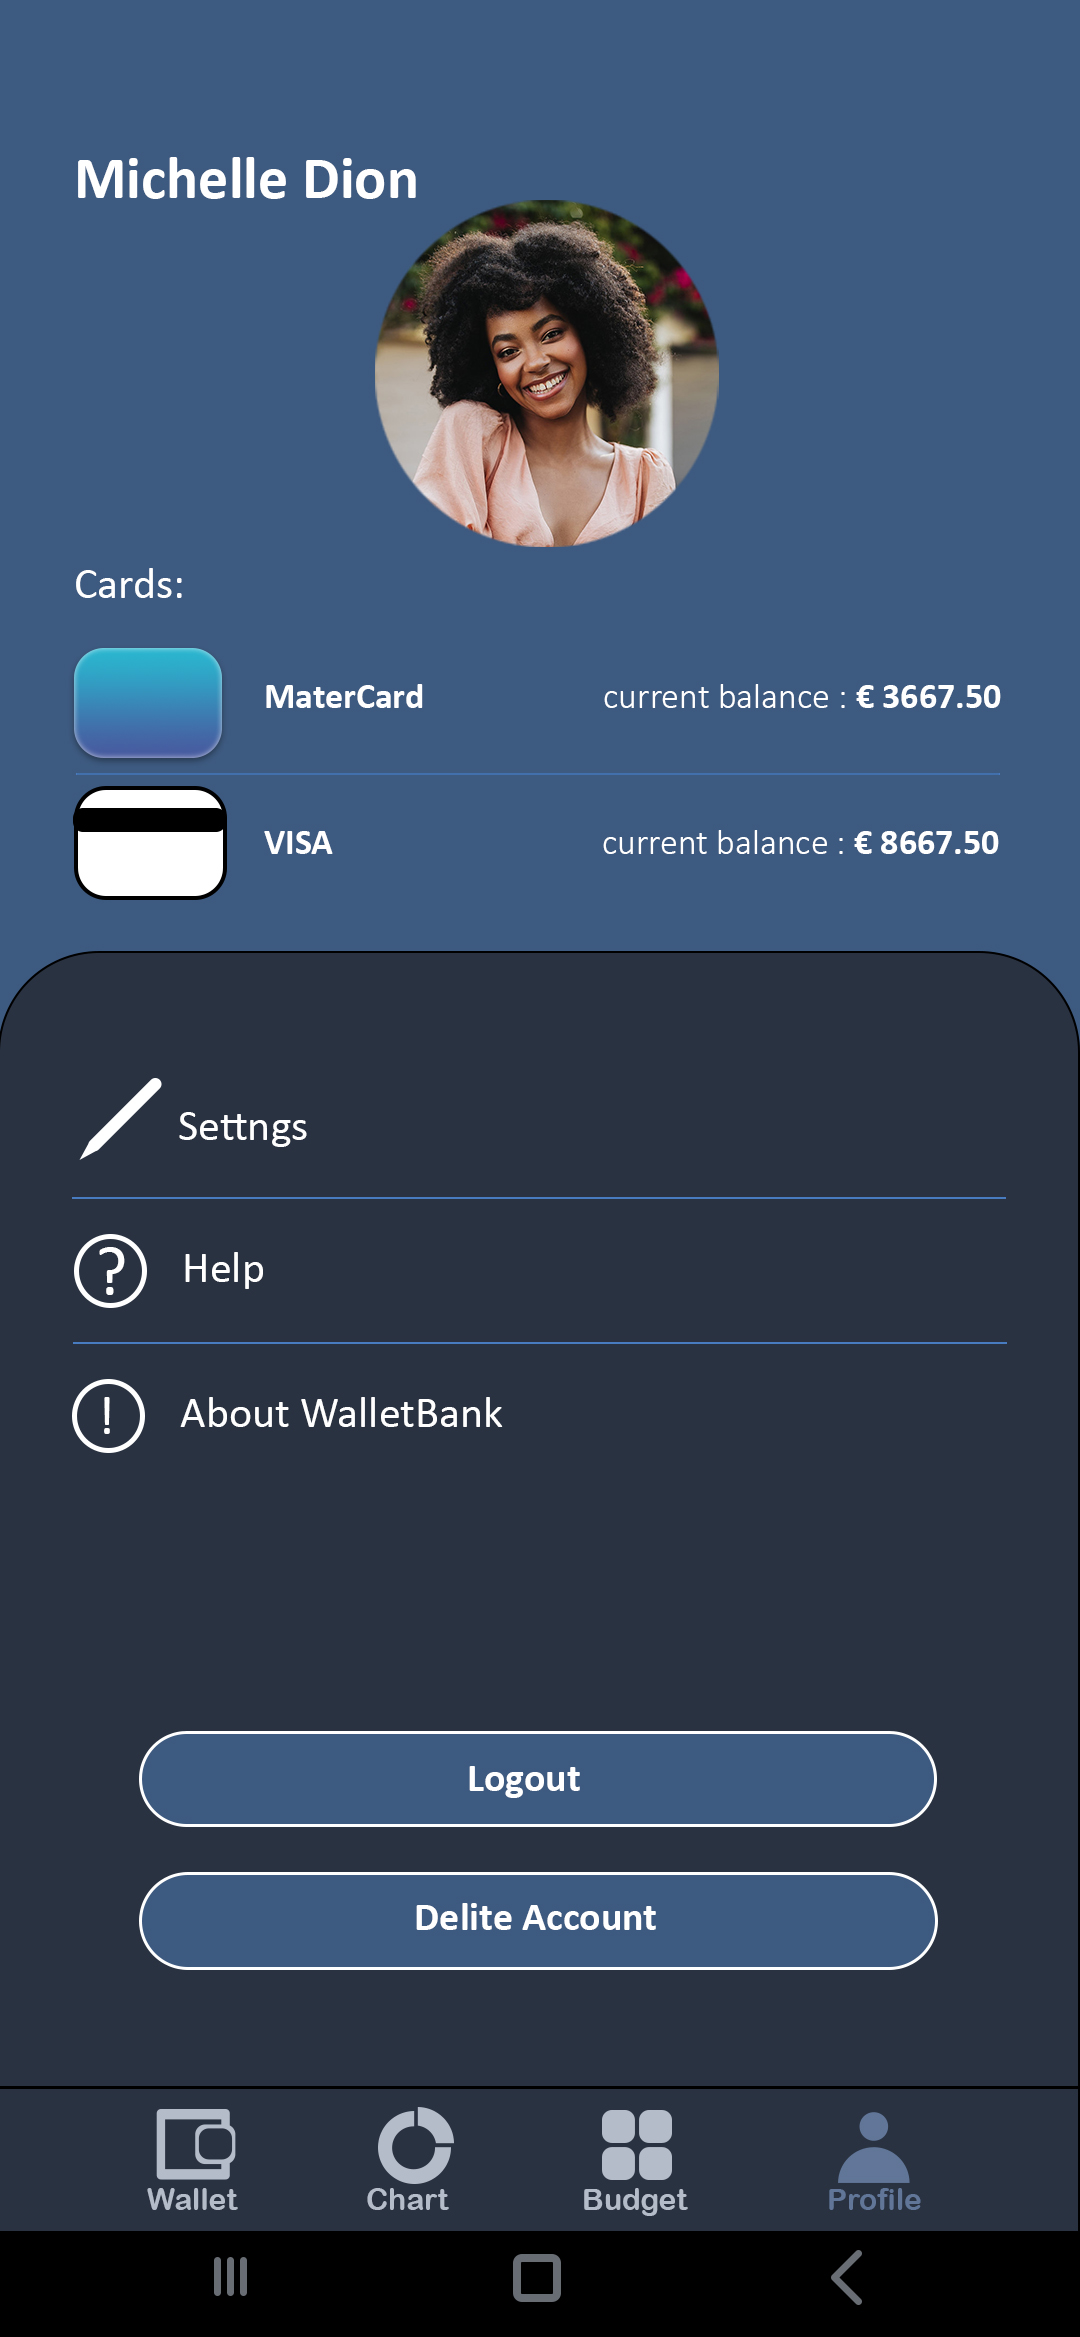 Michelle Dion
Cards:
MaterCard current balance : € 3667.50
VISA current balance : € 8667.50
Settngs
? Help
! About WalletBank
Logout
Delite Account
Wallet Chart Budget Profile